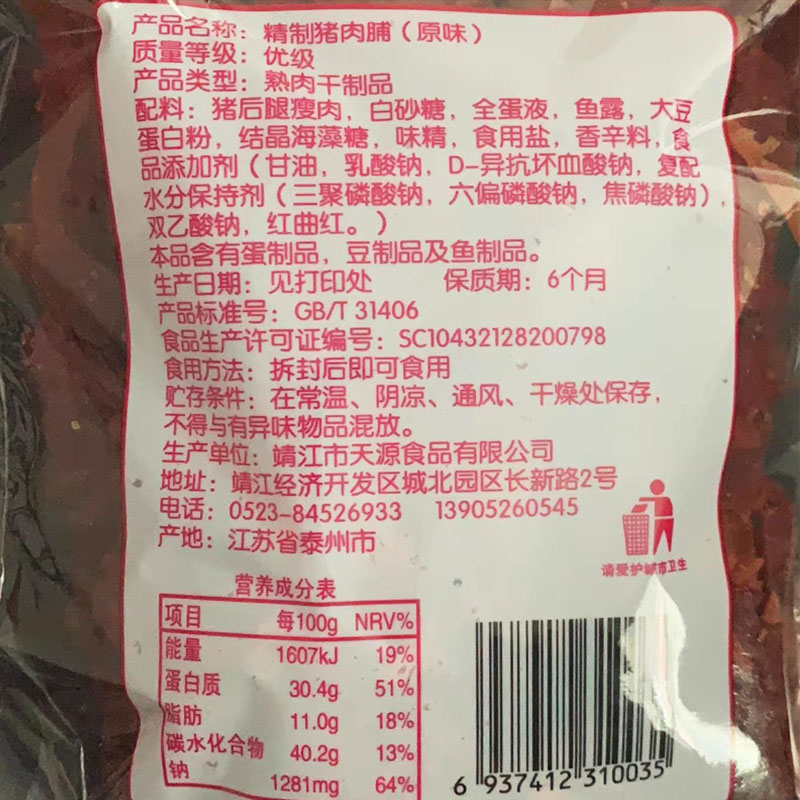 产品名称：精制猪肉脯（原味）
质量等级：优级
产品类型：熟肉干制品
配料：猪后腿瘦肉，白砂糖，全蛋液，鱼露，大豆
蛋白粉，结晶海藻糖，味精，食用盐，香辛料，食
品添加剂（甘油，乳酸钠，D-异抗坏血酸钠，复配
水分保持剂（三聚磷酸钠，六偏磷酸钠，焦磷酸钠），
双乙酸钠，红曲红。）
本品含有蛋制品，豆制品及鱼制品。
生产日期：见打印处 保质期：6个月
产品标准号：GB/T 31406
食品生产许可证编号：SC10432128200798
食用方法：拆封后即可食用
贮存条件：在常温、阴凉、通风、干燥处保存，
不得与有异味物品混放。
生产单位：靖江市天源食品有限公司
地址：靖江经济开发区城北园区长新路2号
电话：0523-84526933 13905260545
产地：江苏省泰州市
请爱护城市卫生
营养成分表
项目 每100g NRV%
能量 1607kJ 19%
蛋白质 30.4g 51%
脂肪 11.0g 18%
碳水化合物 40.2g 13%
钠 1281mg 64%
6 937412 310035